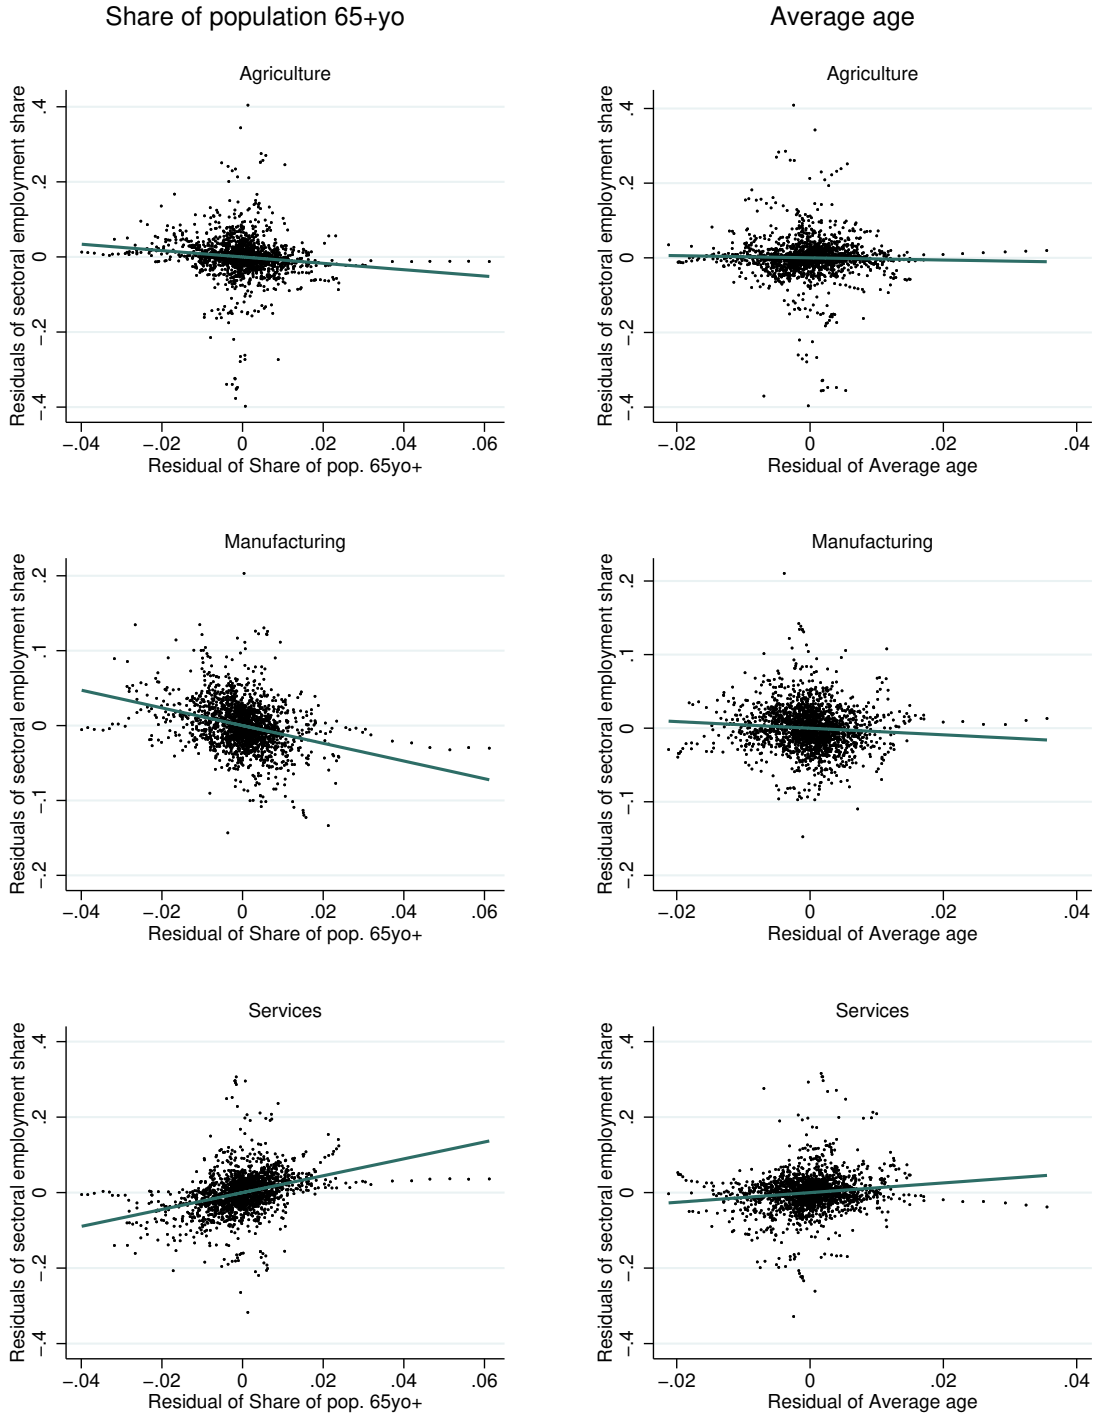 Share of population 65+yo
Average age
Agriculture
Residuals of sectoral employment share
.4
.2
0
−.2
−.4
−.04 −.02 0 .02 .04 .06
Residual of Share of pop. 65yo+
Agriculture
Residuals of sectoral employment share
.4
.2
0
−.2
−.4
−.02 0 .02 .04
Residual of Average age
Manufacturing
Residuals of sectoral employment share
.2
.1
0
−.1
−.2
−.04 −.02 0 .02 .04 .06
Residual of Share of pop. 65yo+
Manufacturing
Residuals of sectoral employment share
.2
.1
0
−.1
−.2
−.02 0 .02 .04
Residual of Average age
Services
Residuals of sectoral employment share
.4
.2
0
−.2
−.4
−.04 −.02 0 .02 .04 .06
Residual of Share of pop. 65yo+
Services
Residuals of sectoral employment share
.4
.2
0
−.2
−.4
−.02 0 .02 .04
Residual of Average age